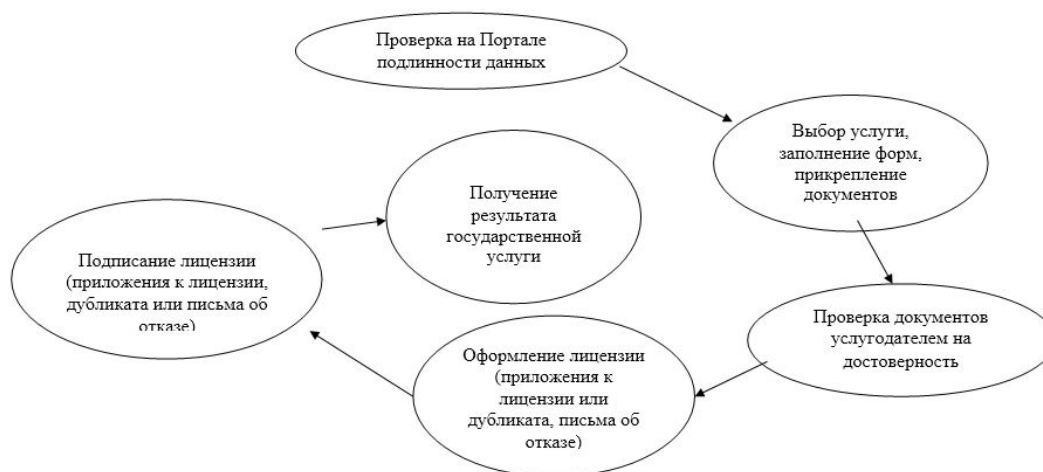 Проверка на Портале
подлинности данных
Выбор услуги,
заполнение форм,
прикрепление
документов
Проверка документов
услугодателем на
достоверность
Оформление лицензии
(приложения к
лицензии или
дубликата, письма об
отказе)
Подписание лицензии
(приложения к лицензии,
дубликата или письма об
отказе)
Получение
результата
государственной
услуги